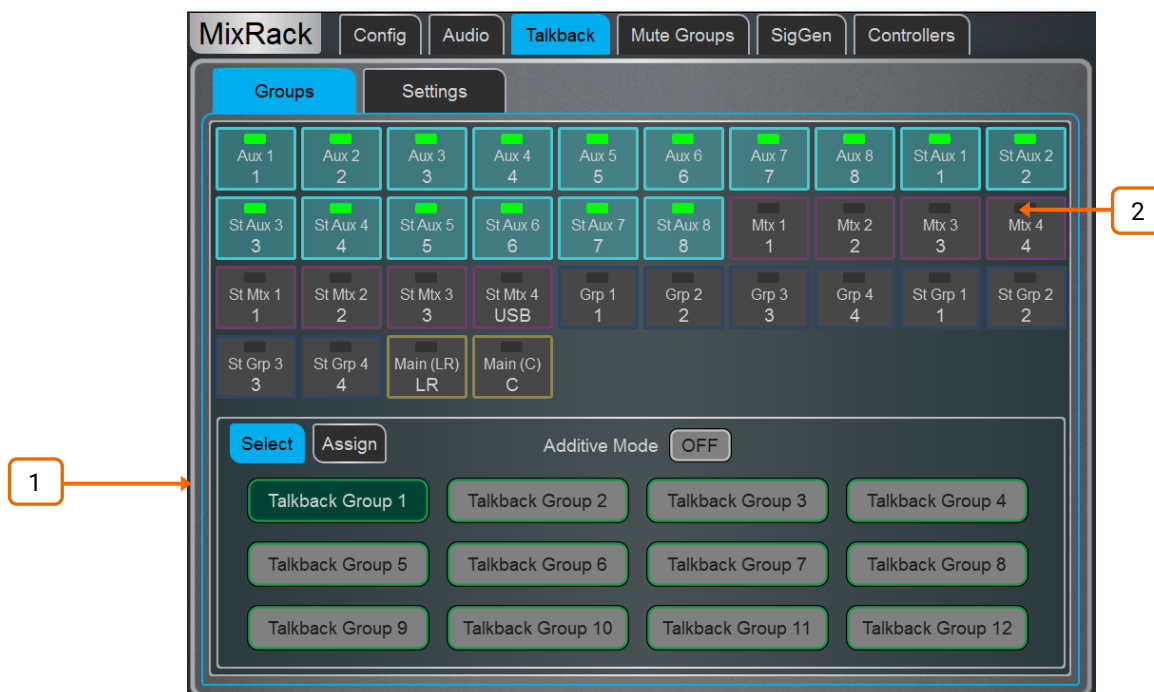 MixRack Config Audio Talkback Mute Groups SigGen Controllers
Groups Settings
Aux 1 Aux 2 Aux 3 Aux 4 Aux 5 Aux 6 Aux 7 Aux 8 St Aux 1 St Aux 2
1 2 3 4 5 6 7 8 1 2
2
St Aux 3 St Aux 4 St Aux 5 St Aux 6 St Aux 7 St Aux 8 Mtx 1 Mtx 2 Mtx 3 Mtx 4
3 4 5 6 7 8 1 2 3 4
St Mtx 1 St Mtx 2 St Mtx 3 St Mtx 4 Grp 1 Grp 2 Grp 3 Grp 4 St Grp 1 St Grp 2
1 2 3 USB 1 2 3 4 1 2
St Grp 3 St Grp 4 Main (LR) Main (C)
3 4 LR C
Select Assign Additive Mode OFF
1
Talkback Group 1 Talkback Group 2 Talkback Group 3 Talkback Group 4
Talkback Group 5 Talkback Group 6 Talkback Group 7 Talkback Group 8
Talkback Group 9 Talkback Group 10 Talkback Group 11 Talkback Group 12